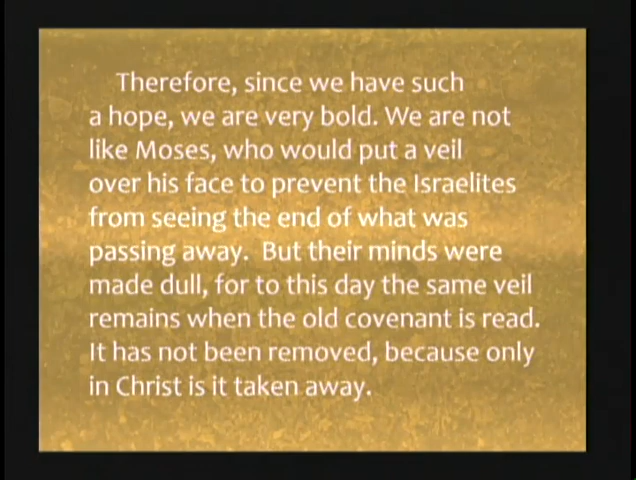 Therefore, since we have such
a hope, we are very bold. We are not
like Moses, who would put a veil
over his face to prevent the Israelites
from seeing the end of what was
passing away.  But their minds were
made dull, for to this day the same veil
remains when the old covenant is read.
It has not been removed, because only
in Christ is it taken away.